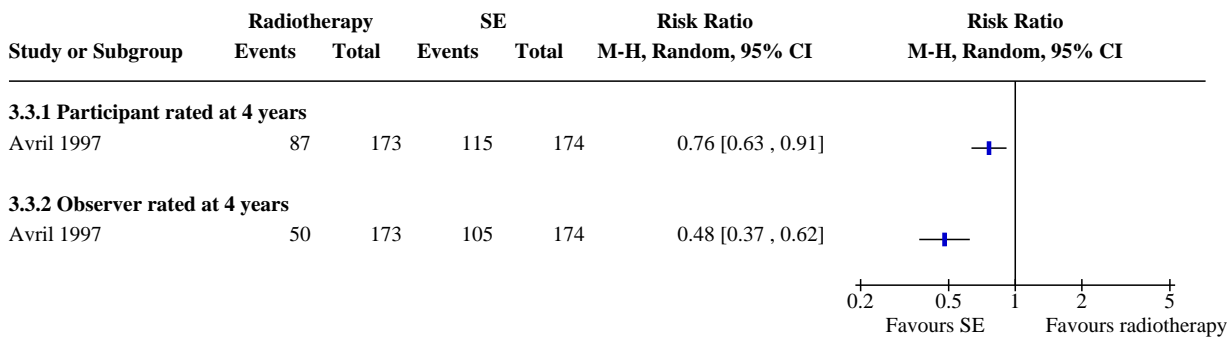 Radiotherapy SE Risk Ratio Risk Ratio
Study or Subgroup Events Total Events Total M-H, Random, 95% CI M-H, Random, 95% CI
3.3.1 Participant rated at 4 years
Avril 1997 87 173 115 174 0.76 [0.63 , 0.91]
3.3.2 Observer rated at 4 years
Avril 1997 50 173 105 174 0.48 [0.37 , 0.62]
0.2 0.5 1 2 5
Favours SE Favours radiotherapy